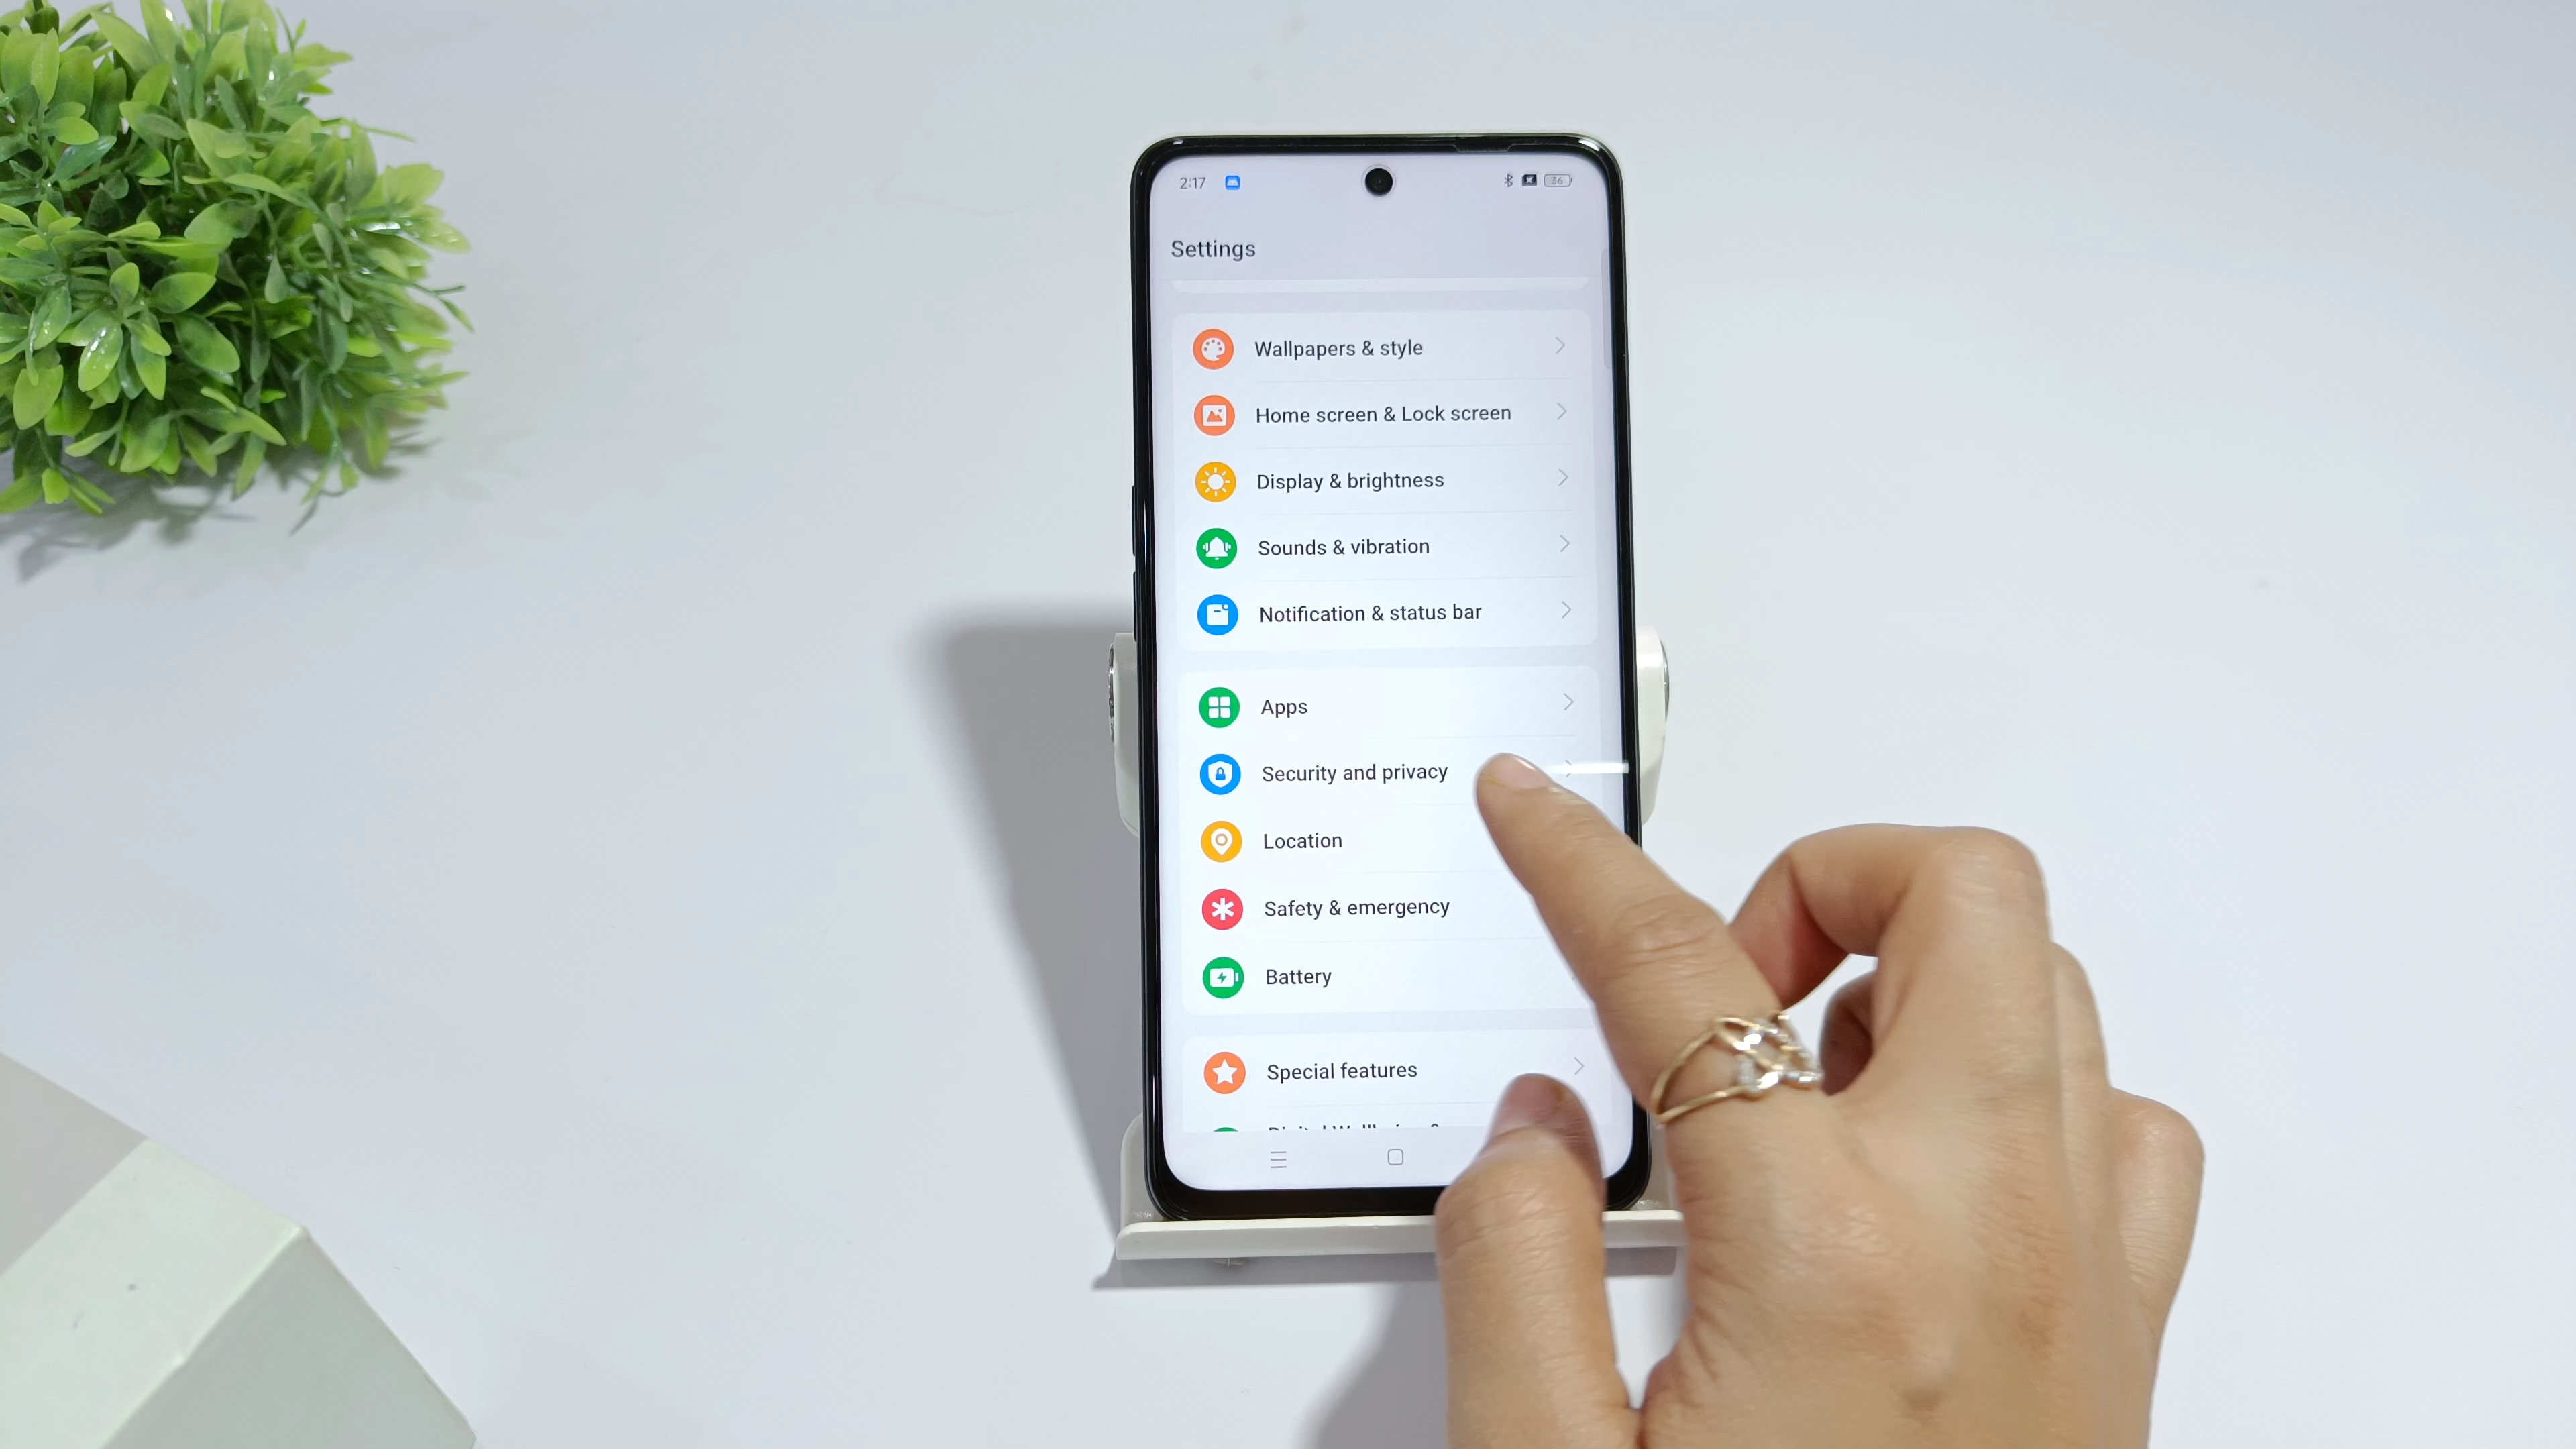 2:17
36
Settings
Wallpapers & style
Home screen & Lock screen
Display & brightness
Sounds & vibration
Notification & status bar
Apps
Security and privacy
Location
Safety & emergency
Battery
Special features